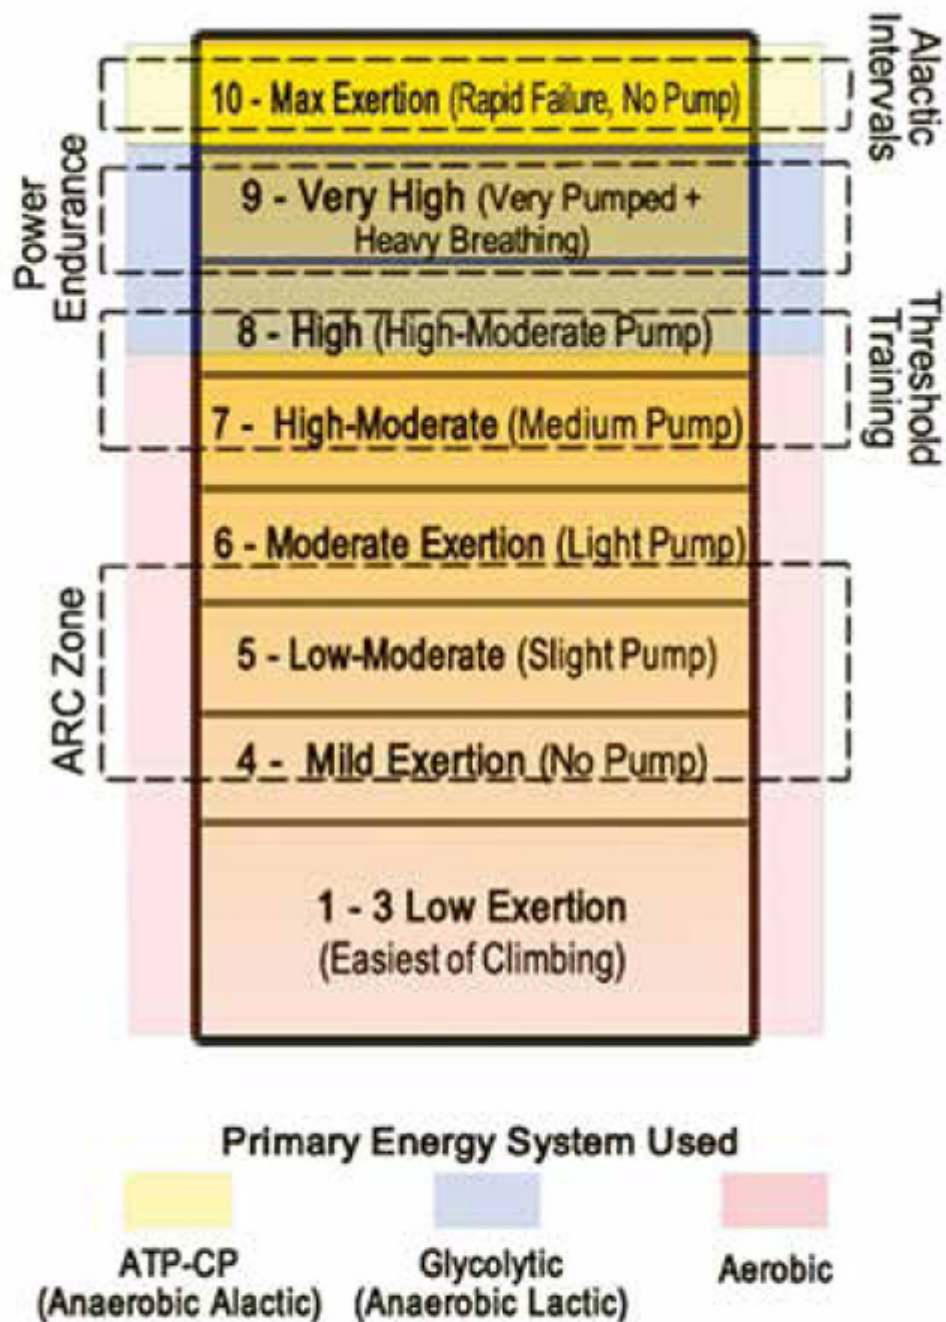 Alactic
Intervals
10 - Max Exertion (Rapid Failure, No Pump)
Power
Endurance
9 - Very High (Very Pumped +
Heavy Breathing)
Threshold
Training
8 - High (High-Moderate Pump)
7 - High-Moderate (Medium Pump)
6 - Moderate Exertion (Light Pump)
ARC Zone
5 - Low-Moderate (Slight Pump)
4 - Mild Exertion (No Pump)
1 - 3 Low Exertion
(Easiest of Climbing)
Primary Energy System Used
ATP-CP
(Anaerobic Alactic)
Glycolytic
(Anaerobic Lactic)
Aerobic